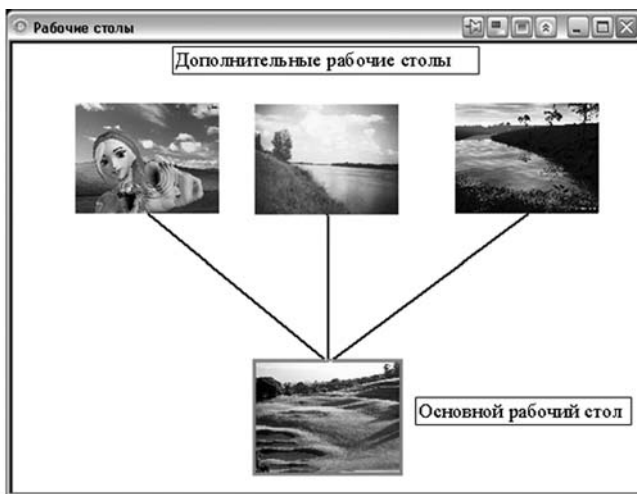 Рабочие столы
Дополнительные рабочие столы
Основной рабочий стол